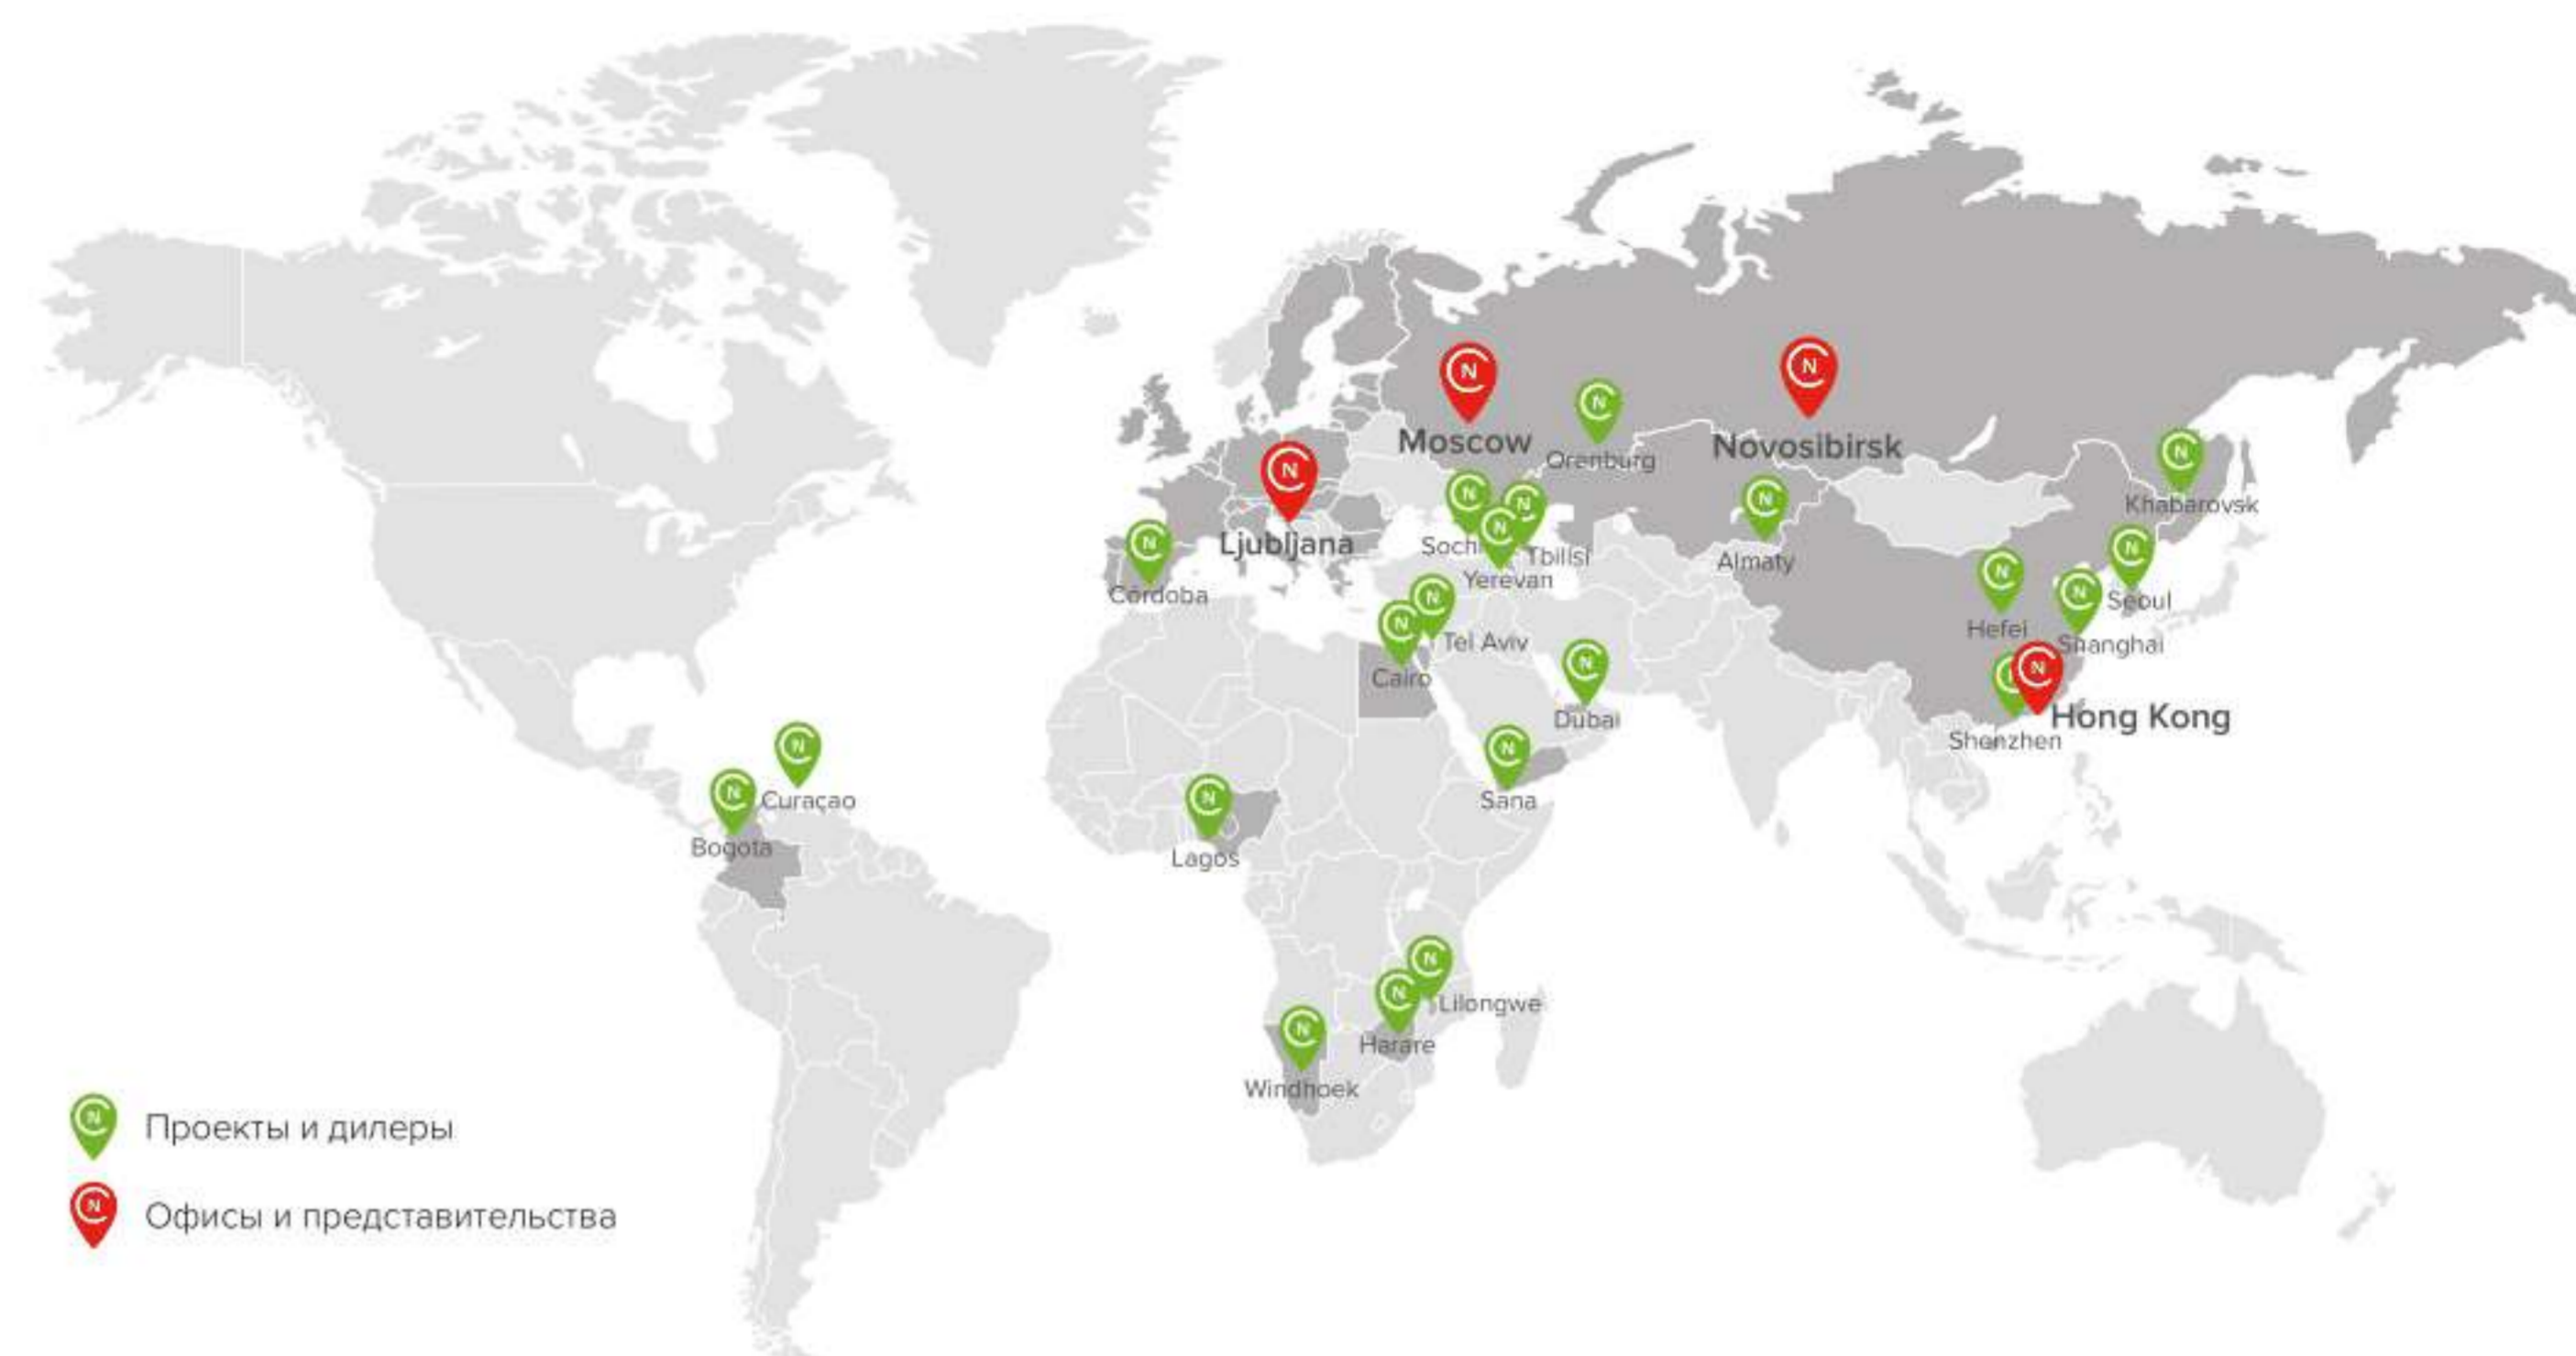 Moscow
Novosibirsk
Orenburg
Khabarovsk
Ljubljana
Sochi
Tbilisi
Almaty
Yerevan
Córdoba
Seoul
Hefei
Tel Aviv
Shanghai
Cairo
Dubai
Hong Kong
Shenzhen
Curaçao
Sana
Bogota
Lagos
Lilongwe
Harare
Windhoek
Проекты и дилеры
Офисы и представительства